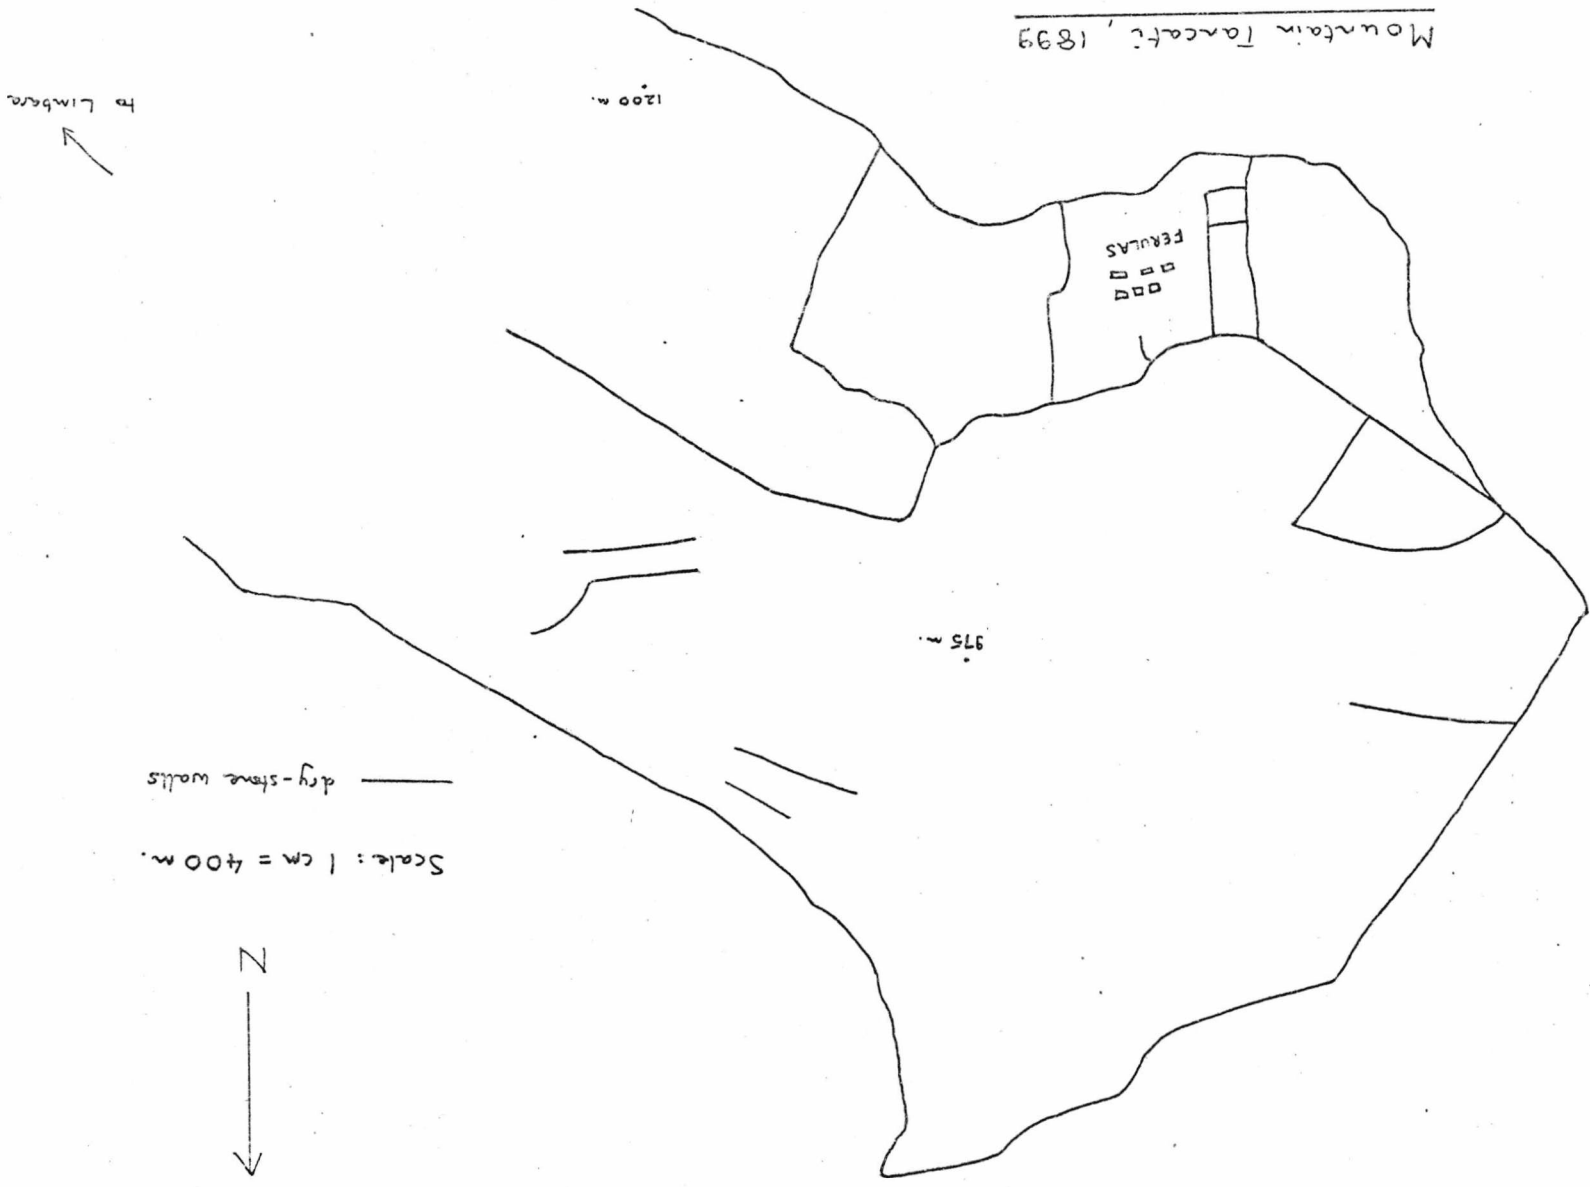 N
Scale: 1 cm = 400 m.
dry-stone walls
975 m.
FERULAS
1200 m.
to Limbara
Mountain Tancati, 1899